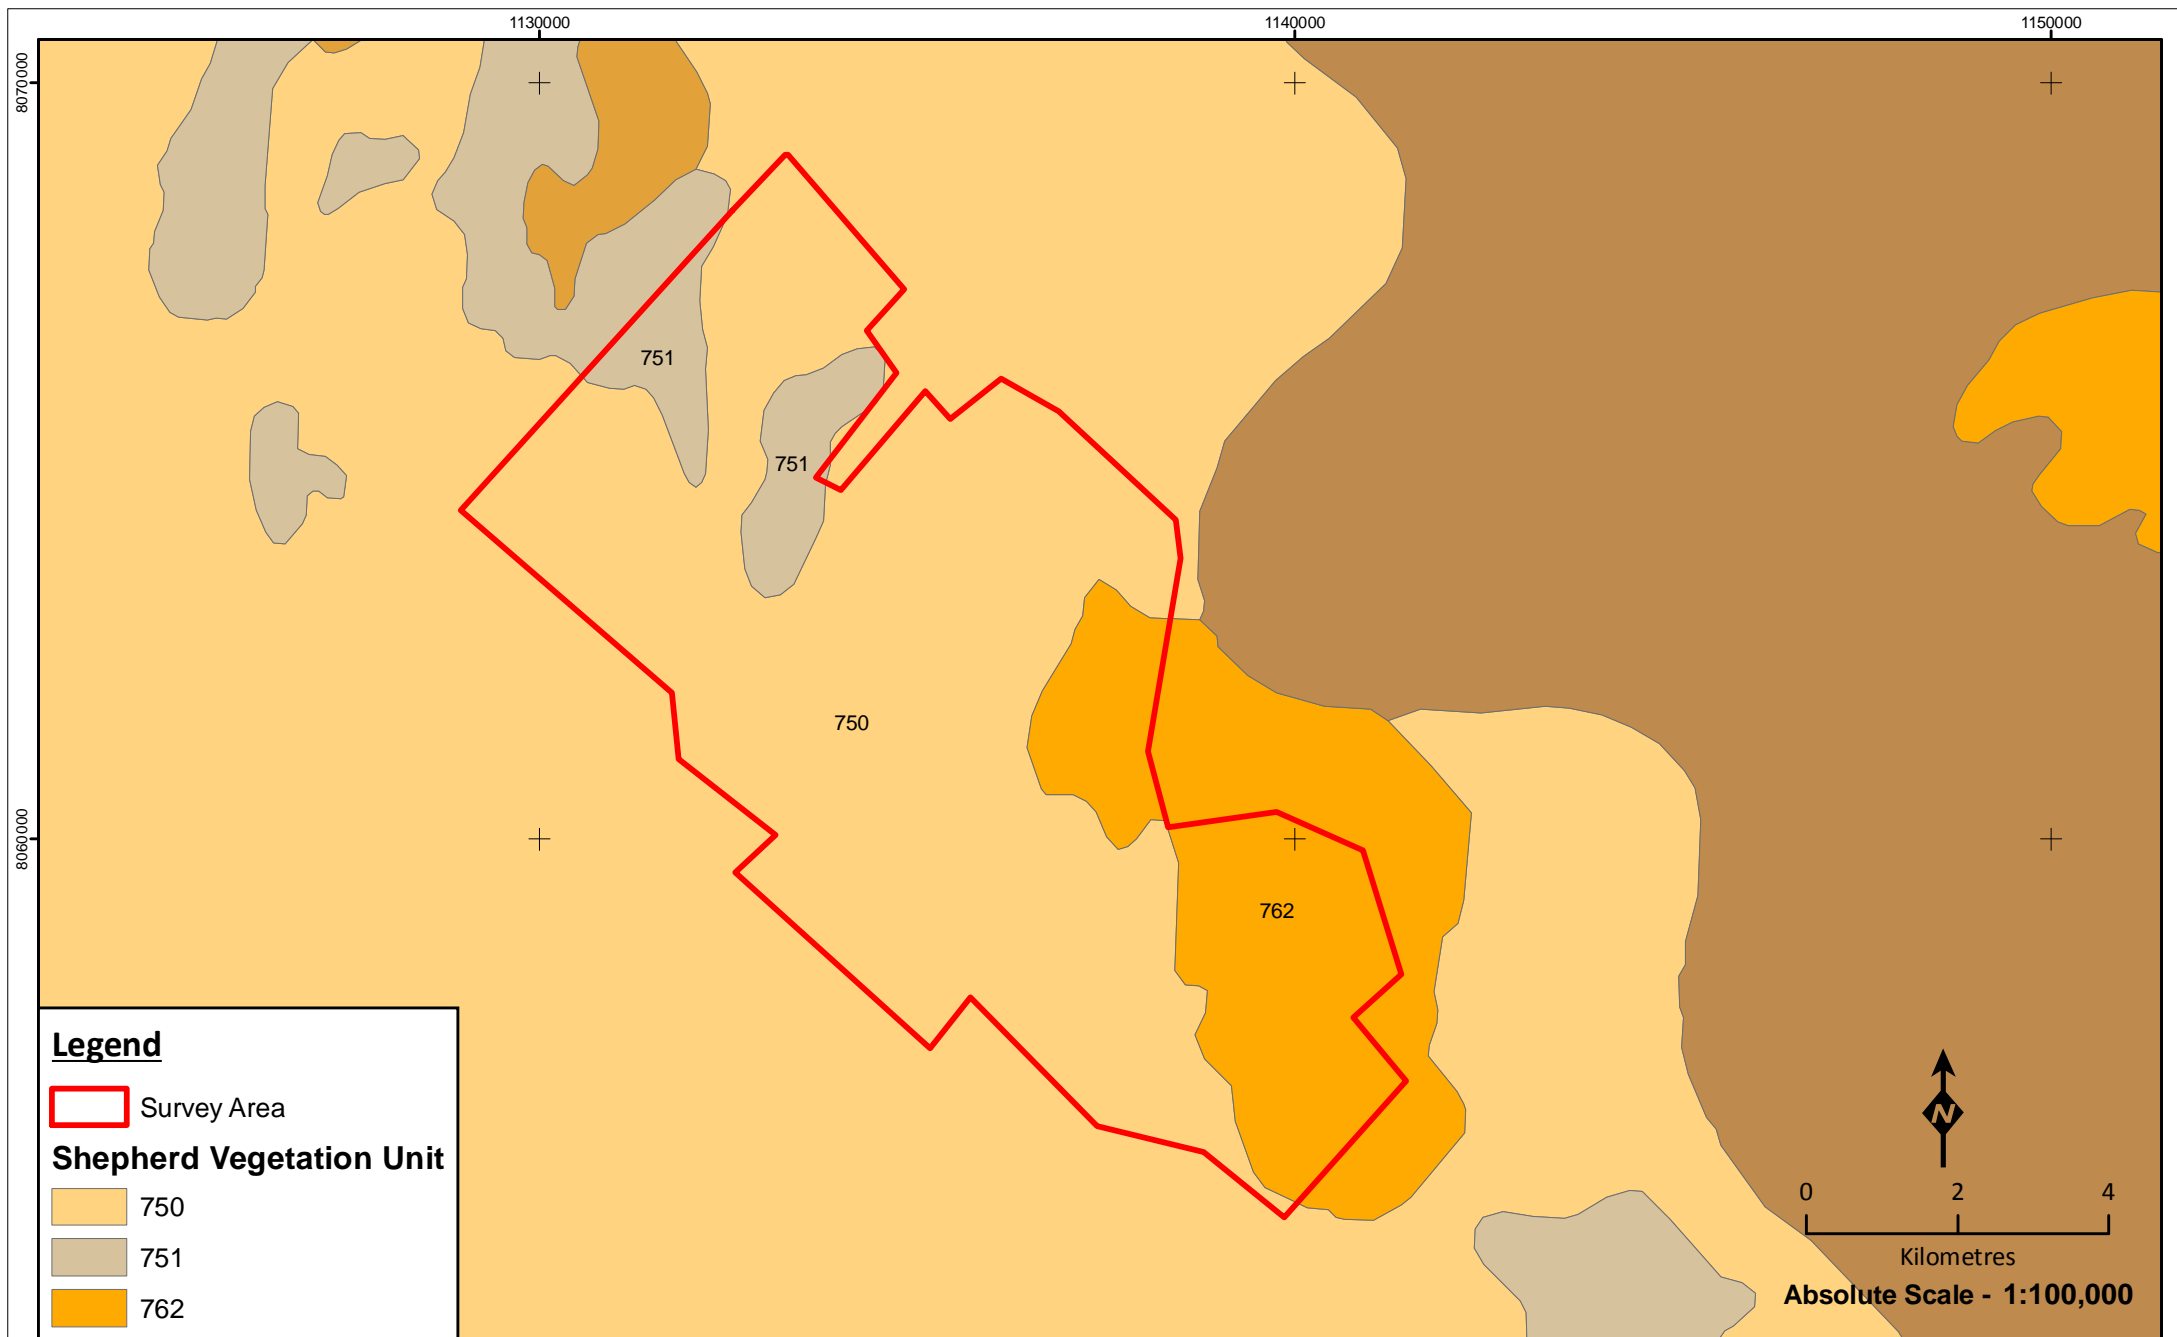 1130000 1140000 1150000
8070000
751
751
750
8060000
762
Legend
Survey Area
Shepherd Vegetation Unit
750
751
762
N
0 2 4
Kilometres
Absolute Scale - 1:100,000